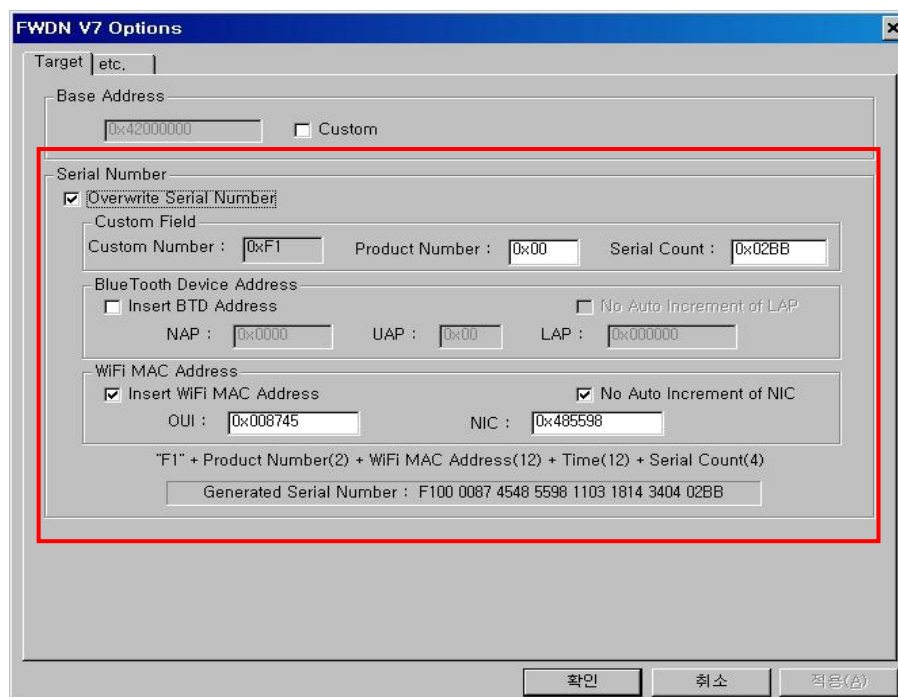 FWDN V7 Options
Target etc,
Base Address
0x42000000 Custom
Serial Number
Overwrite Serial Number
Custom Field
Custom Number : 0xF1 Product Number : 0x00 Serial Count : 0x02BB
BlueTooth Device Address
Insert BTD Address No Auto Increment of LAP
NAP : 0x0000 UAP : 0x00 LAP : 0x000000
WiFi MAC Address
Insert WiFi MAC Address No Auto Increment of NIC
OUI : 0x008745 NIC : 0x485598
"F1" + Product Number(2) + WiFi MAC Address(12) + Time(12) + Serial Count(4)
Generated Serial Number : F100 0087 4548 5598 1103 1814 3404 02BB
확인 취소 적용(A)